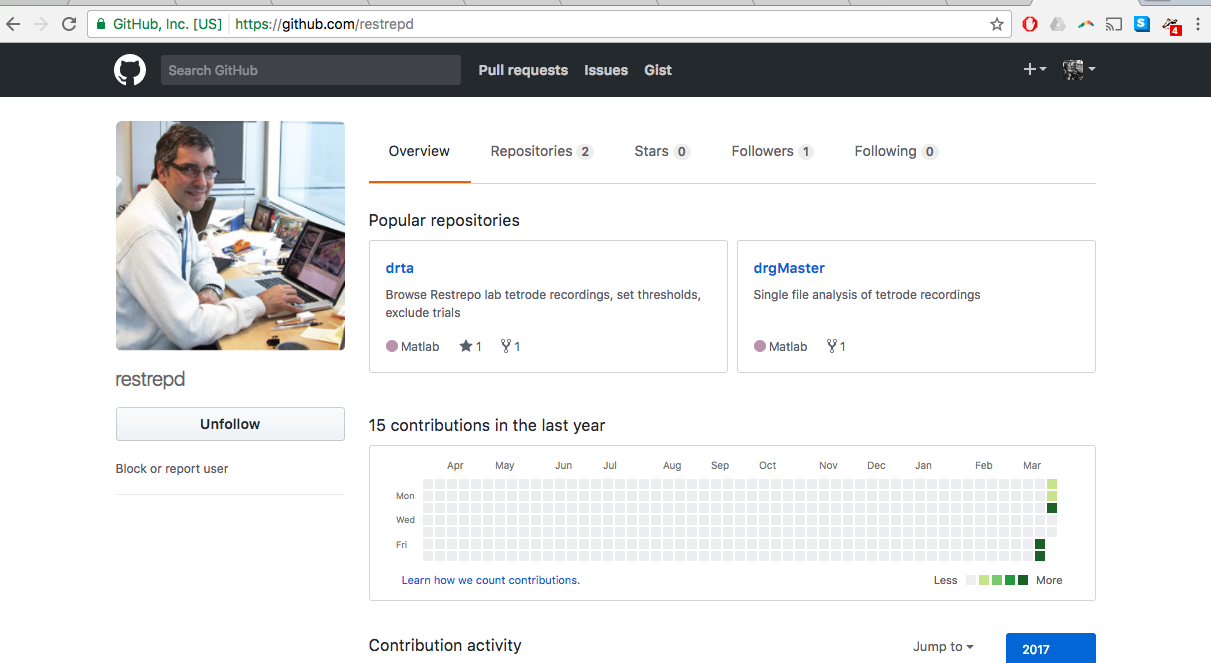 GitHub, Inc. [US] https://github.com/restrepd
S
4
Search GitHub
Pull requests Issues Gist
Overview Repositories 2 Stars 0 Followers 1 Following 0
Popular repositories
drta
Browse Restrepo lab tetrode recordings, set thresholds,
exclude trials
Matlab 1 1
drgMaster
Single file analysis of tetrode recordings
Matlab 1
restrepd
Unfollow
Block or report user
15 contributions in the last year
Apr May Jun Jul Aug Sep Oct Nov Dec Jan Feb Mar
Mon
Wed
Fri
Learn how we count contributions.
Less More
Contribution activity
Jump to
2017